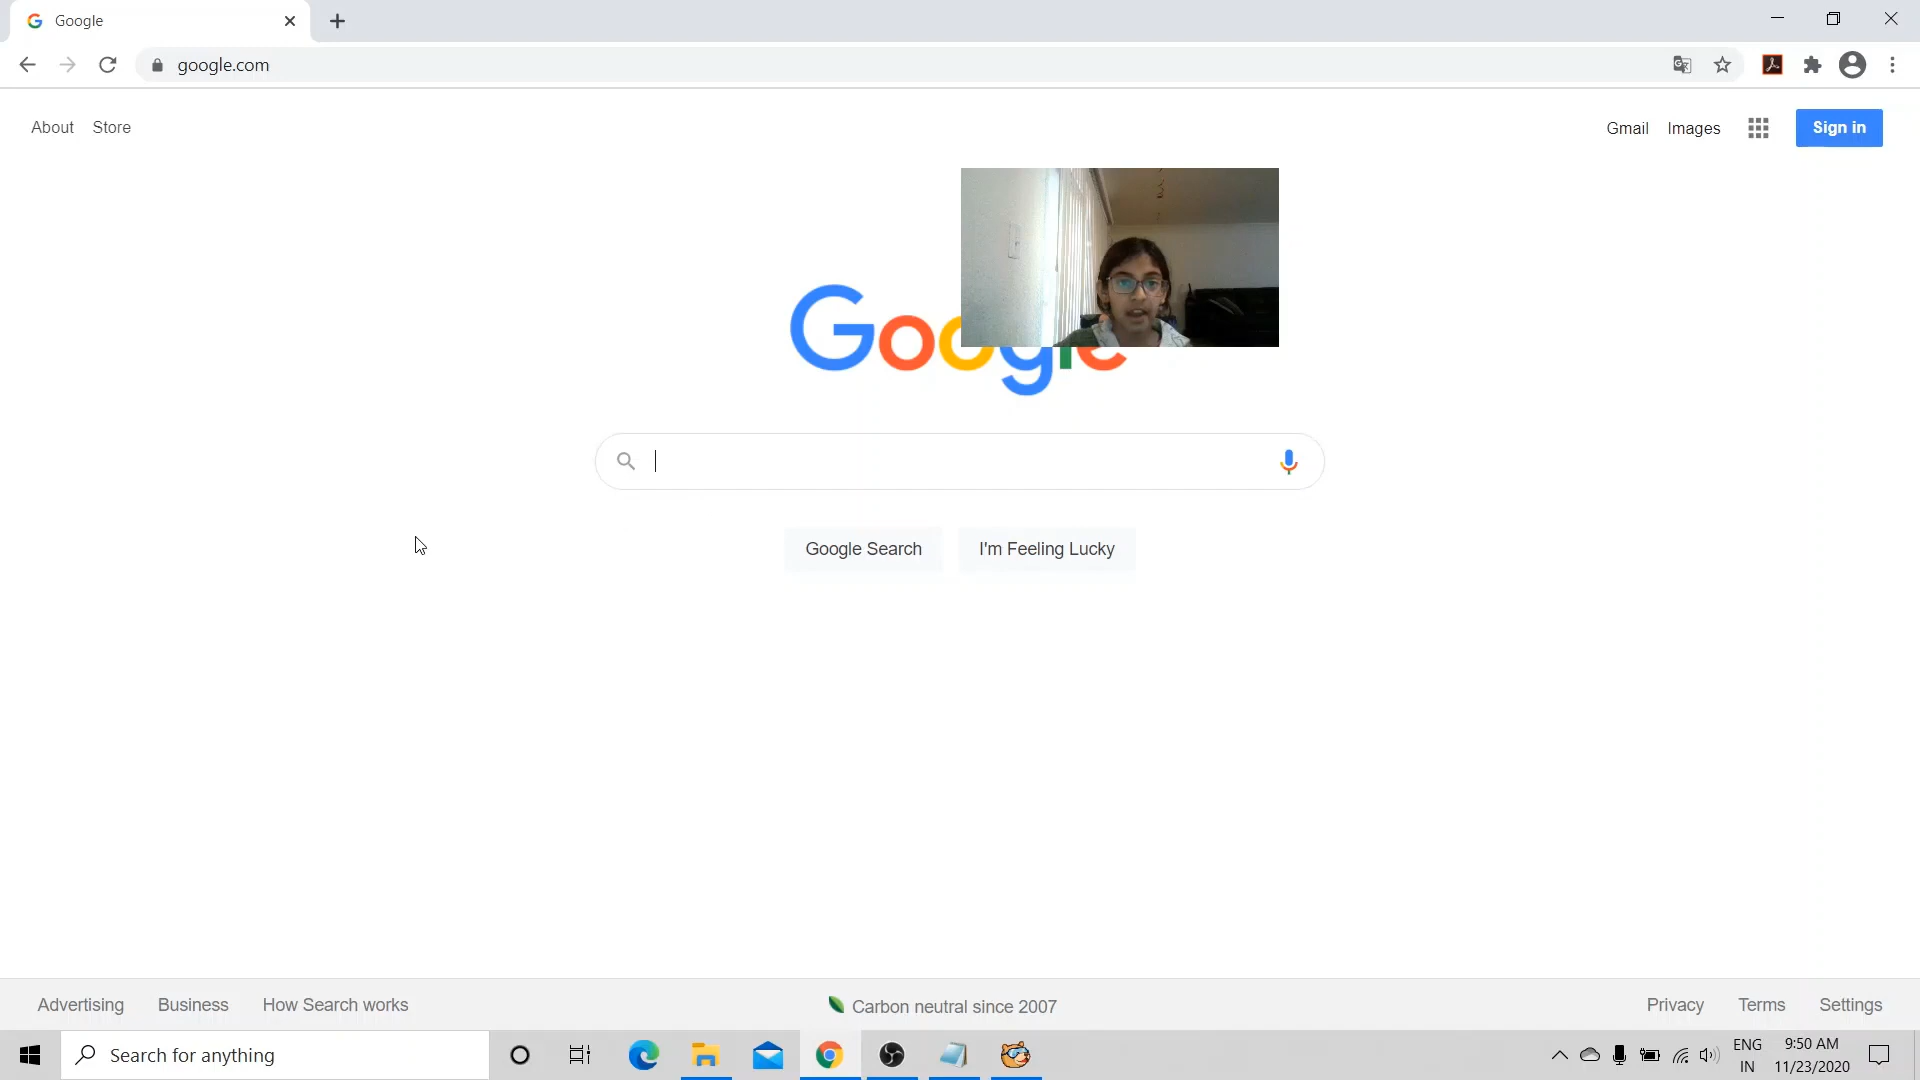 Google
google.com
About Store
Gmail Images Sign in
Google
Google Search I'm Feeling Lucky
Advertising Business How Search works
Carbon neutral since 2007
Privacy Terms Settings
Search for anything
ENG
IN
9:50 AM
11/23/2020